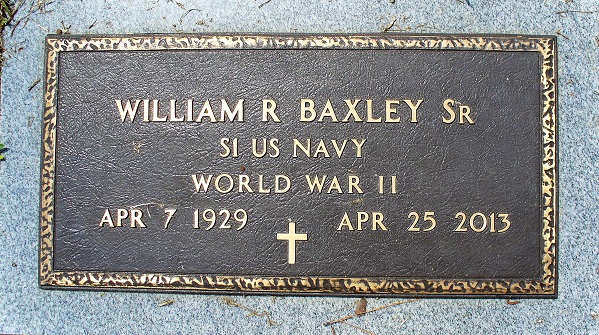 WILLIAM R BAXLEY SR
S1 US NAVY
WORLD WAR II
APR 7 1929 APR 25 2013